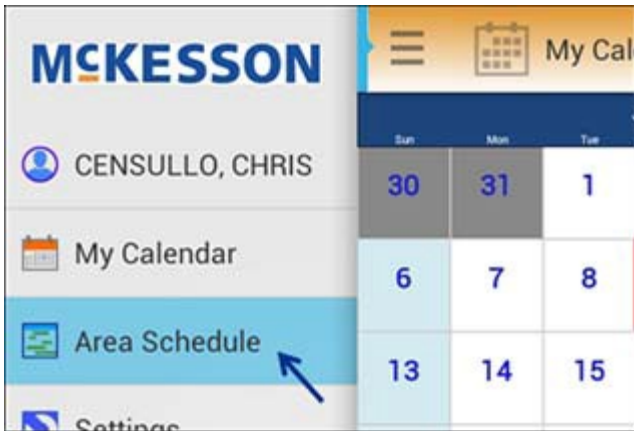 McKESSON
CENSULLO, CHRIS
My Calendar
Area Schedule
Settings
My Cal
Sun Mon Tue
30 31 1
6 7 8
13 14 15